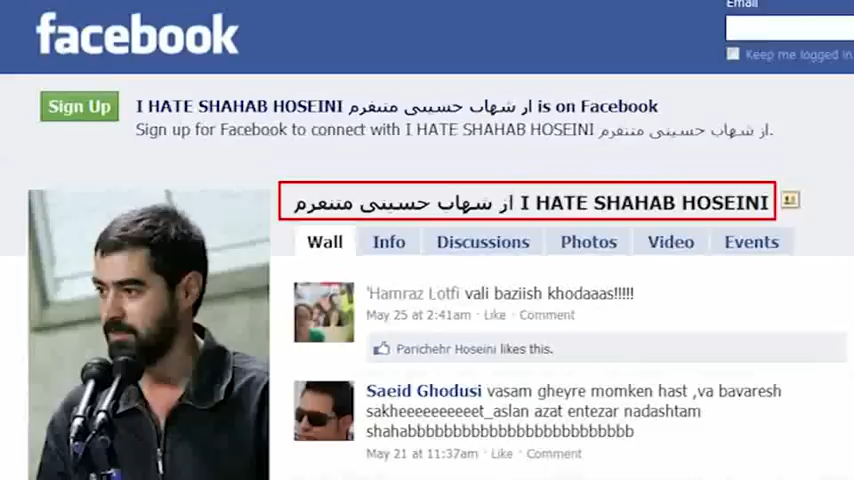 facebook
Email
Keep me logged in
Sign Up
I HATE SHAHAB HOSEINI از شهاب حسینی متنفرم is on Facebook
Sign up for Facebook to connect with I HATE SHAHAB HOSEINI از شهاب حسینی متنفرم.
از شهاب حسینی متنفرم I HATE SHAHAB HOSEINI
Wall Info Discussions Photos Video Events
'Hamraz Lotfi vali baziish khodaaas!!!!!
May 25 at 2:41am · Like · Comment
Parichehr Hoseini likes this.
Saeid Ghodusi vasam gheyre momken hast ,va bavaresh
sakheeeeeeeeeet_aslan azat entezar nadashtam
shahabbbbbbbbbbbbbbbbbbbbbbbbb
May 21 at 11:37am · Like · Comment